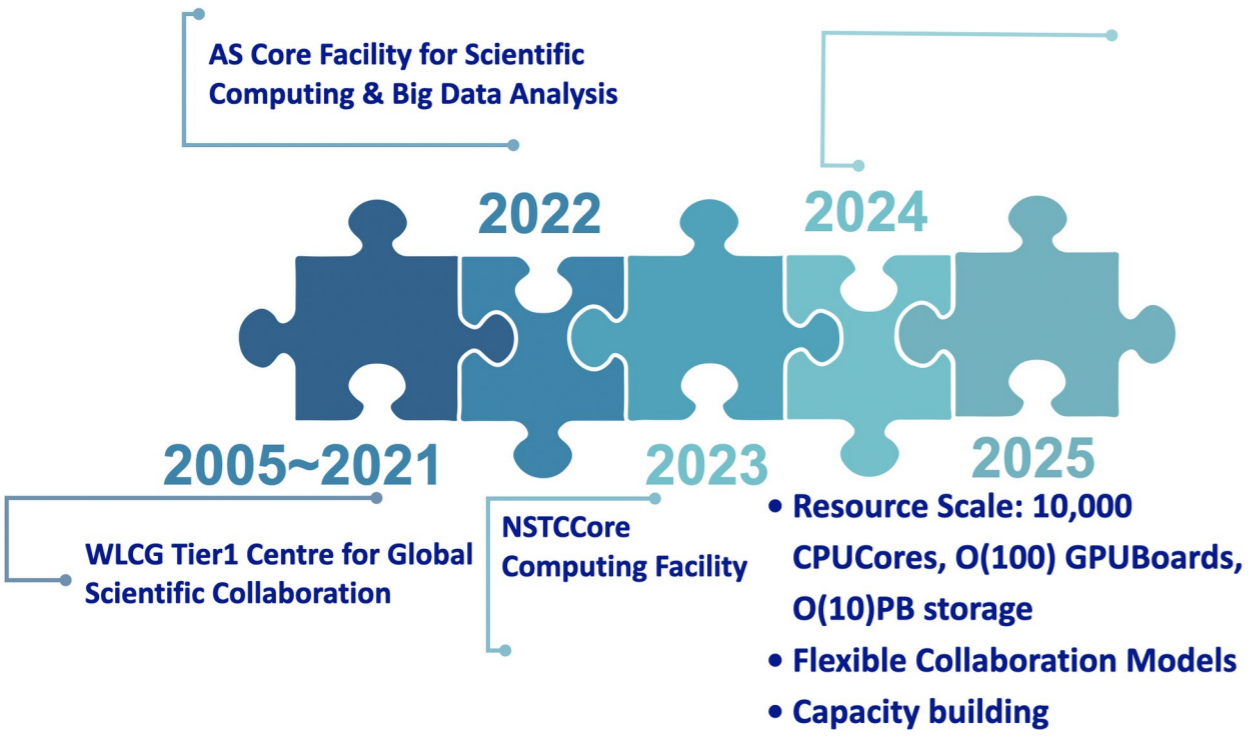 AS Core Facility for Scientific
Computing & Big Data Analysis
2022
2024
2005~2021
2023
2025
WLCG Tier1 Centre for Global
Scientific Collaboration
NSTCCore
Computing Facility
• Resource Scale: 10,000
CPUCores, O(100) GPUBoards,
O(10)PB storage
• Flexible Collaboration Models
• Capacity building